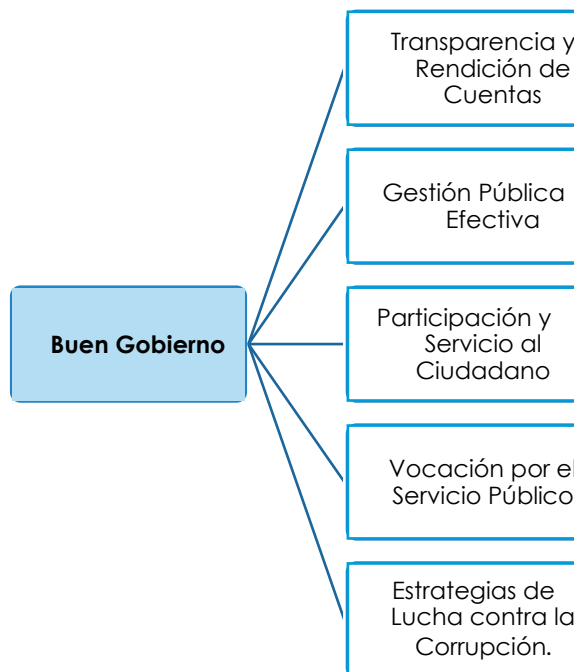 Transparencia y
Rendición de
Cuentas
Gestión Pública
Efectiva
Buen Gobierno
Participación y
Servicio al
Ciudadano
Vocación por el
Servicio Público
Estrategias de
Lucha contra la
Corrupción.